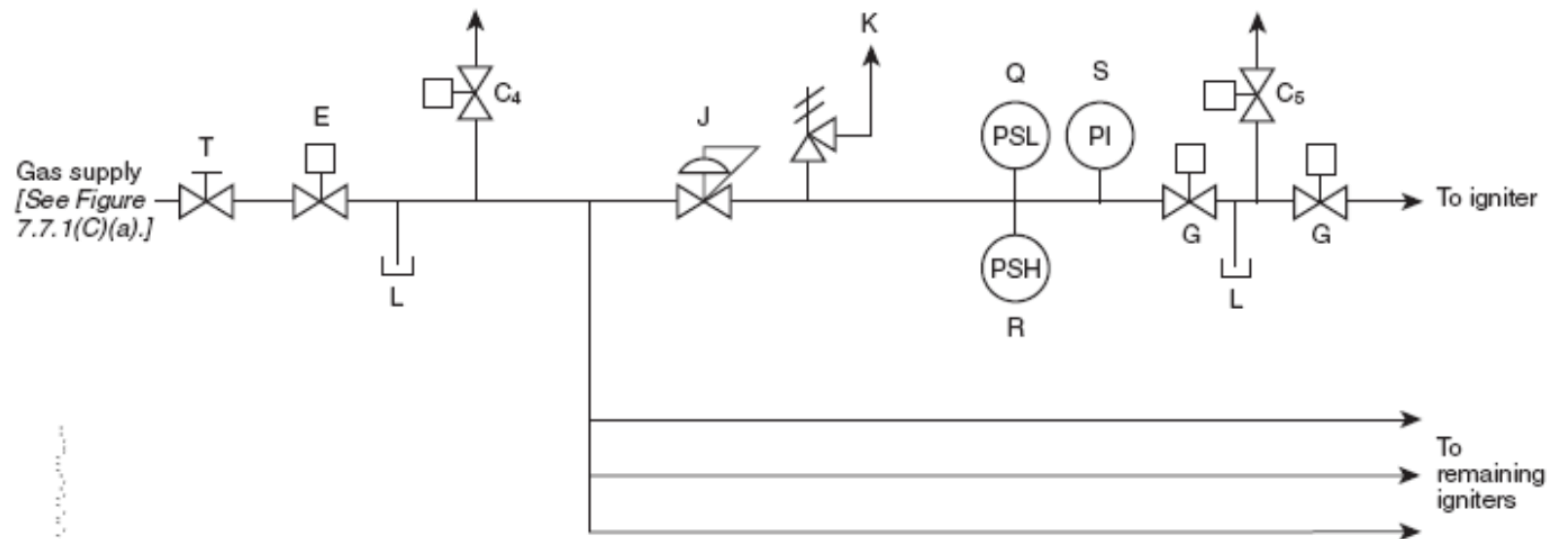 K
Q
S
C4
C5
E
J
T
PSL
PI
Gas supply
[See Figure
7.7.1(C)(a).]
To igniter
G
G
PSH
L
L
R
To
remaining
igniters